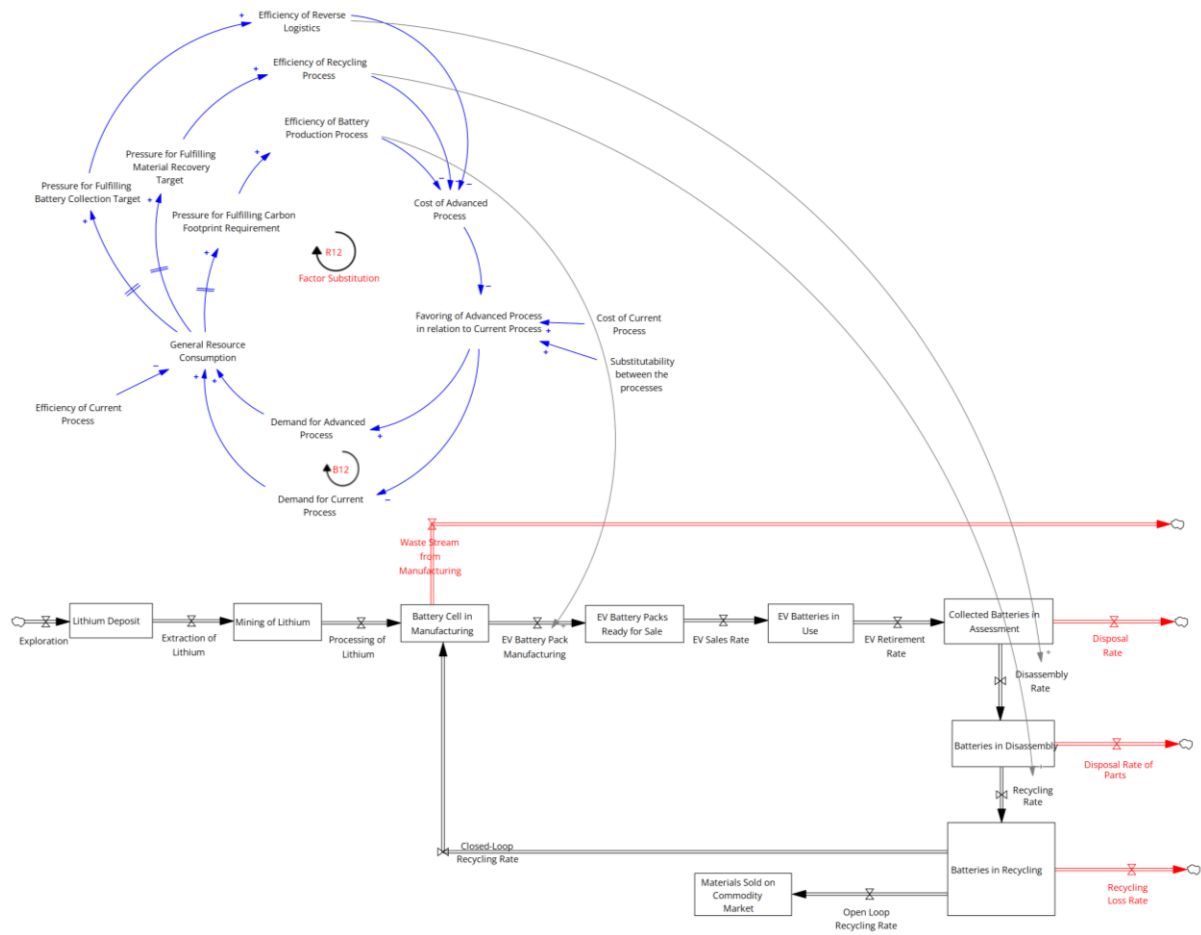 Efficiency of Reverse
Logistics
Efficiency of Recycling
Process
Efficiency of Battery
Production Process
Pressure for Fulfilling
Material Recovery
Target
Pressure for Fulfilling
Battery Collection Target
Pressure for Fulfilling Carbon
Footprint Requirement
Cost of Advanced
Process
R12
Factor Substitution
Favoring of Advanced Process
in relation to Current Process
Cost of Current
Process
Substitutability
between the
processes
General Resource
Consumption
Efficiency of Current
Process
Demand for Advanced
Process
B12
Demand for Current
Process
Waste Stream
from
Manufacturing
Exploration
Lithium Deposit
Extraction of
Lithium
Mining of Lithium
Processing of
Lithium
Battery Cell in
Manufacturing
EV Battery Pack
Manufacturing
EV Battery Packs
Ready for Sale
EV Sales Rate
EV Batteries in
Use
EV Retirement
Rate
Collected Batteries in
Assessment
Disposal
Rate
Disassembly
Rate
Batteries in Disassembly
Disposal Rate of
Parts
Recycling
Rate
Closed-Loop
Recycling Rate
Batteries in Recycling
Recycling
Loss Rate
Materials Sold on
Commodity
Market
Open Loop
Recycling Rate